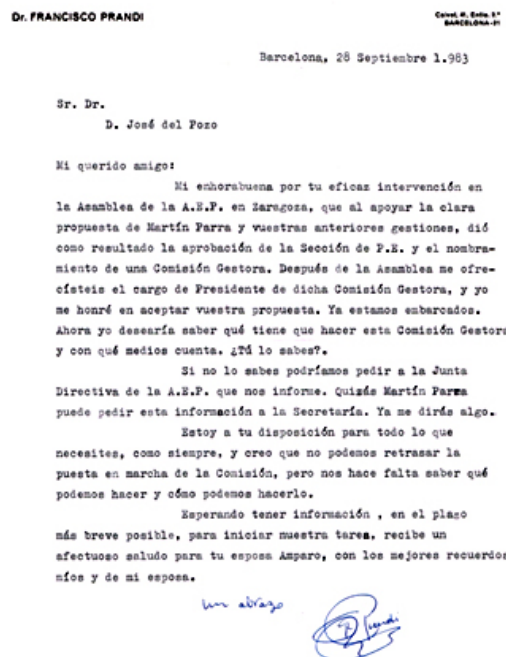 Dr. FRANCISCO PRANDI
Entlo. 3.ª
BARCELONA-21
Barcelona, 28 Septiembre 1.983
Sr. Dr.
D. José del Pozo
Mi querido amigo:
Mi enhorabuena por tu eficaz intervención en
la Asamblea de la A.E.P. en Zaragoza, que al apoyar la clara
propuesta de Martín Parra y vuestras anteriores gestiones, dió
como resultado la aprobación de la Sección de P.E. y el nombra-
miento de una Comisión Gestora. Después de la Asamblea me ofre-
císteis el cargo de Presidente de dicha Comisión Gestora, y yo
me honré en aceptar vuestra propuesta. Ya estamos embarcados.
Ahora yo desearía saber qué tiene que hacer esta Comisión Gestora
y con qué medios cuenta. ¿Tú lo sabes?.
Si no lo sabes podríamos pedir a la Junta
Directiva de la A.E.P. que nos informe. Quizás Martín Parra
puede pedir esta información a la Secretaría. Ya me dirás algo.
Estoy a tu disposición para todo lo que
necesites, como siempre, y creo que no podemos retrasar la
puesta en marcha de la Comisión, pero nos hace falta saber qué
podemos hacer y cómo podemos hacerlo.
Esperando tener información , en el plazo
más breve posible, para iniciar nuestra tarea, recibe un
afectuoso saludo para tu esposa Amparo, con los mejores recuerdos
míos y de mi esposa.
un abrazo
Prandi